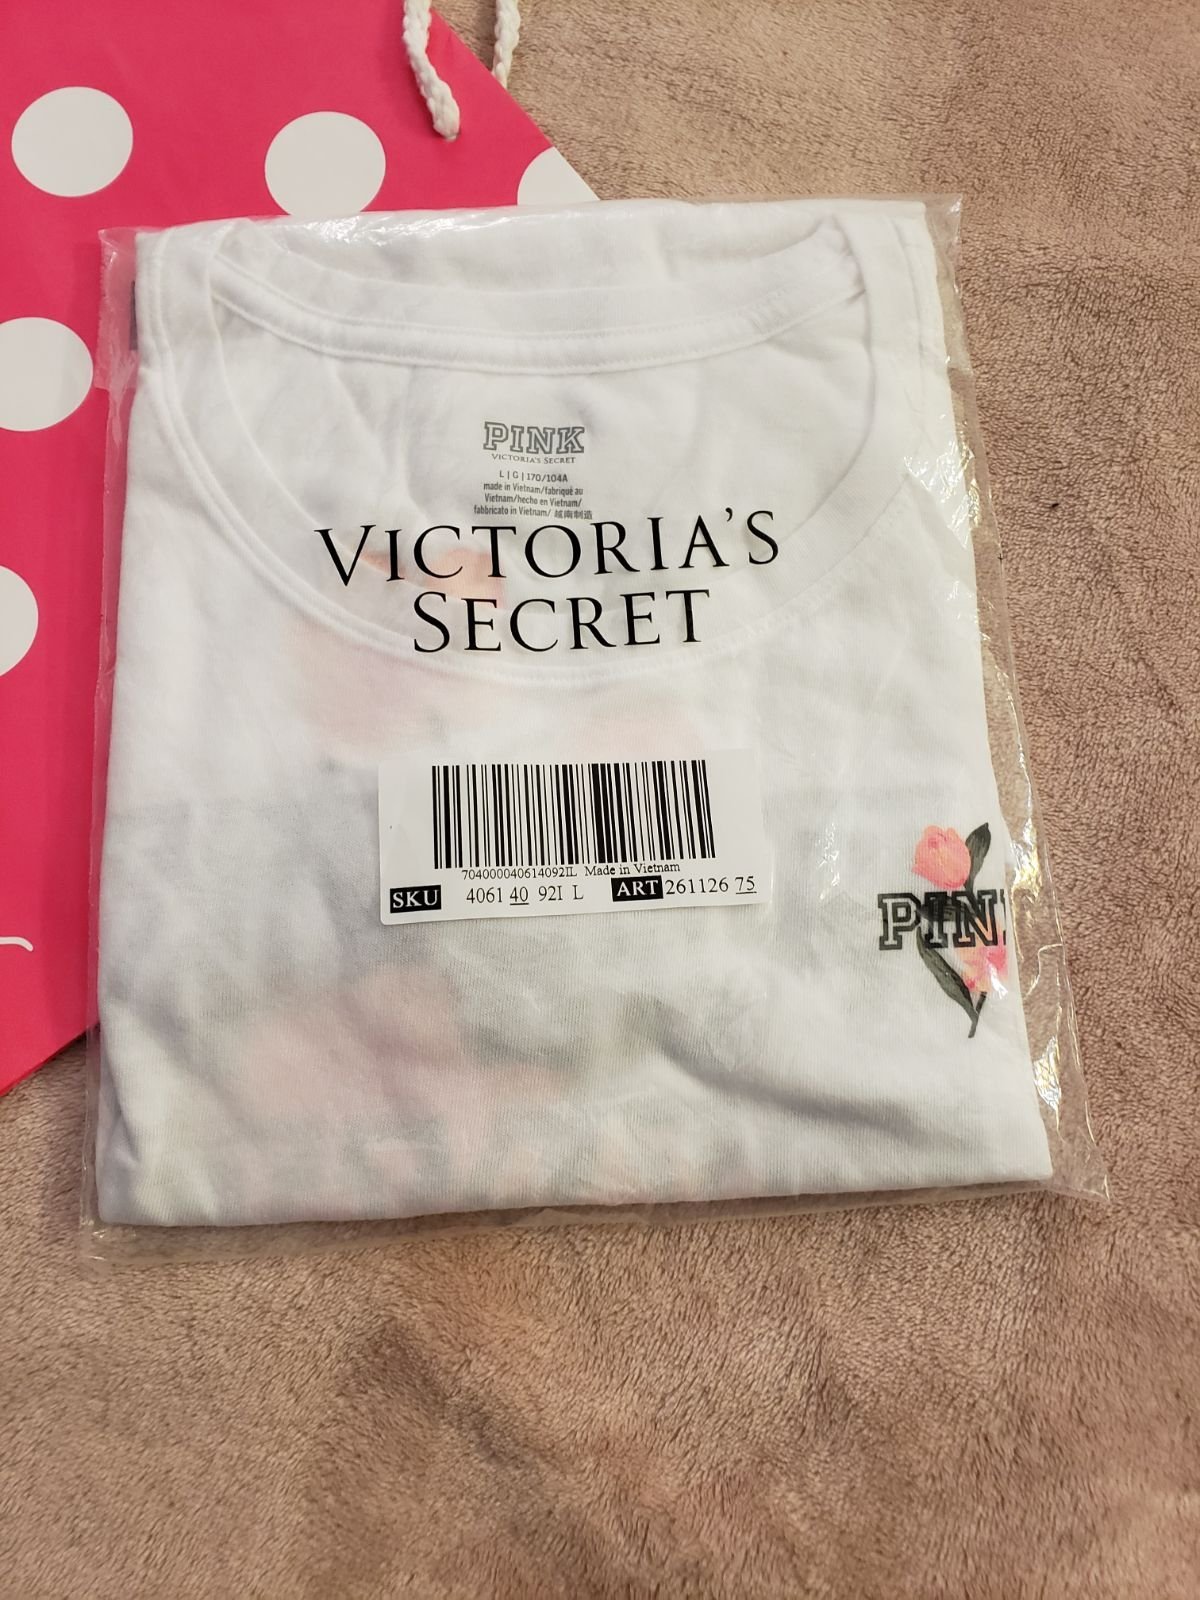 PINK
VICTORIA'S SECRET
L | G | 170/104A
made in Vietnam/fabriqué au
Vietnam/hecho en Vietnam/
fabbricato in Vietnam/ 越南制造
VICTORIA'S
SECRET
704000040614092IL Made in Vietnam
SKU 4061 40 92I L ART 261126 75
PIN